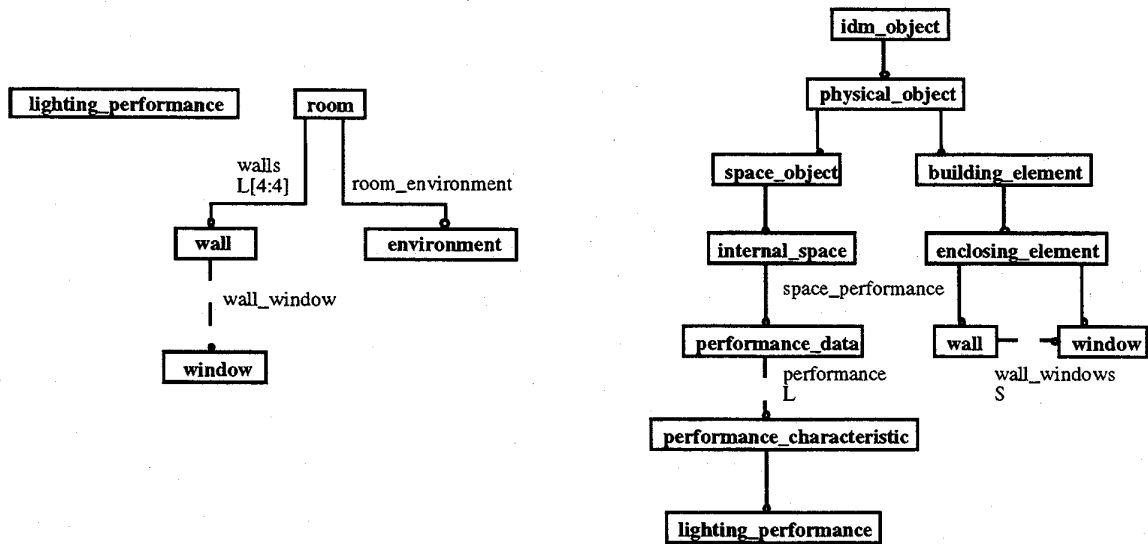 lighting_performance
room
walls
L[4:4]
room_environment
wall
environment
wall_window
window
idm_object
physical_object
space_object
building_element
internal_space
enclosing_element
space_performance
performance_data
wall
window
performance
L
wall_windows
S
performance_characteristic
lighting_performance